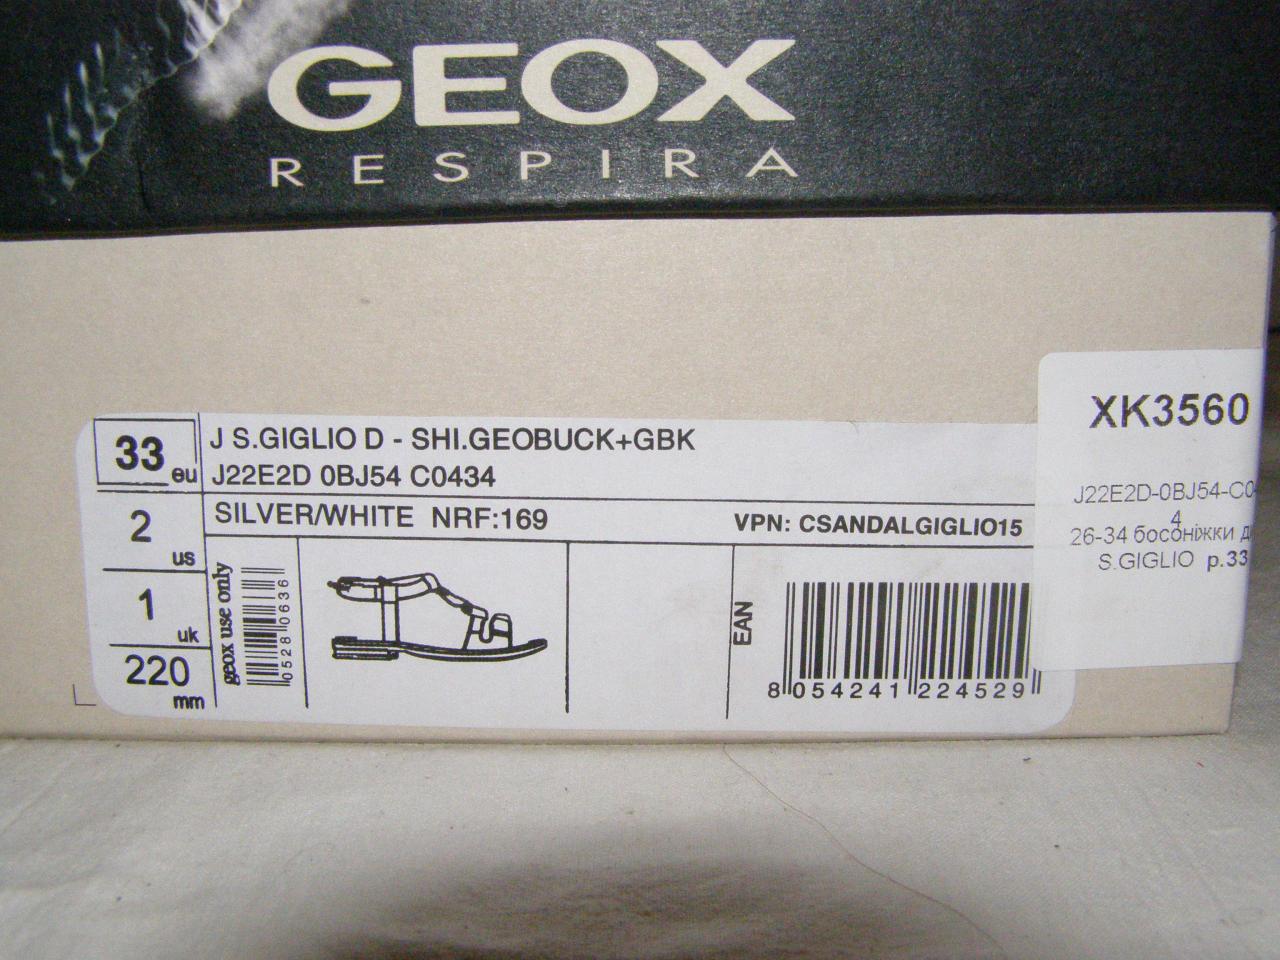 GEOX
RESPIRA
33 eu
J S.GIGLIO D - SHI.GEOBUCK+GBK
J22E2D 0BJ54 C0434
2 us
SILVER/WHITE NRF:169
VPN: CSANDALGIGLIO15
1 uk
220 mm
geox use only
05280636
EAN
8 054241 224529
XK3560
J22E2D-0BJ54-C0
4
26-34 босоніжки
S.GIGLIO р.33